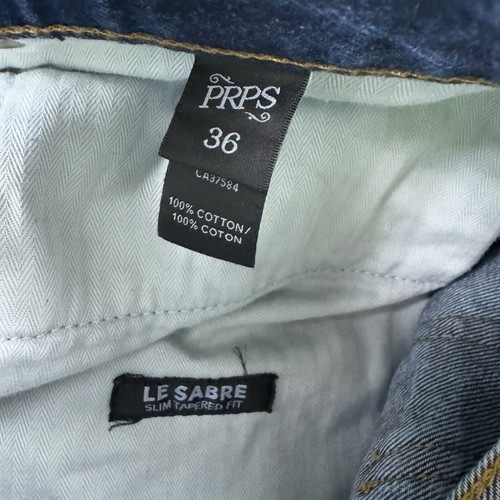 PRPS
36
CA37584
100% COTTON/
100% COTON
LE SABRE
SLIM TAPERED FIT